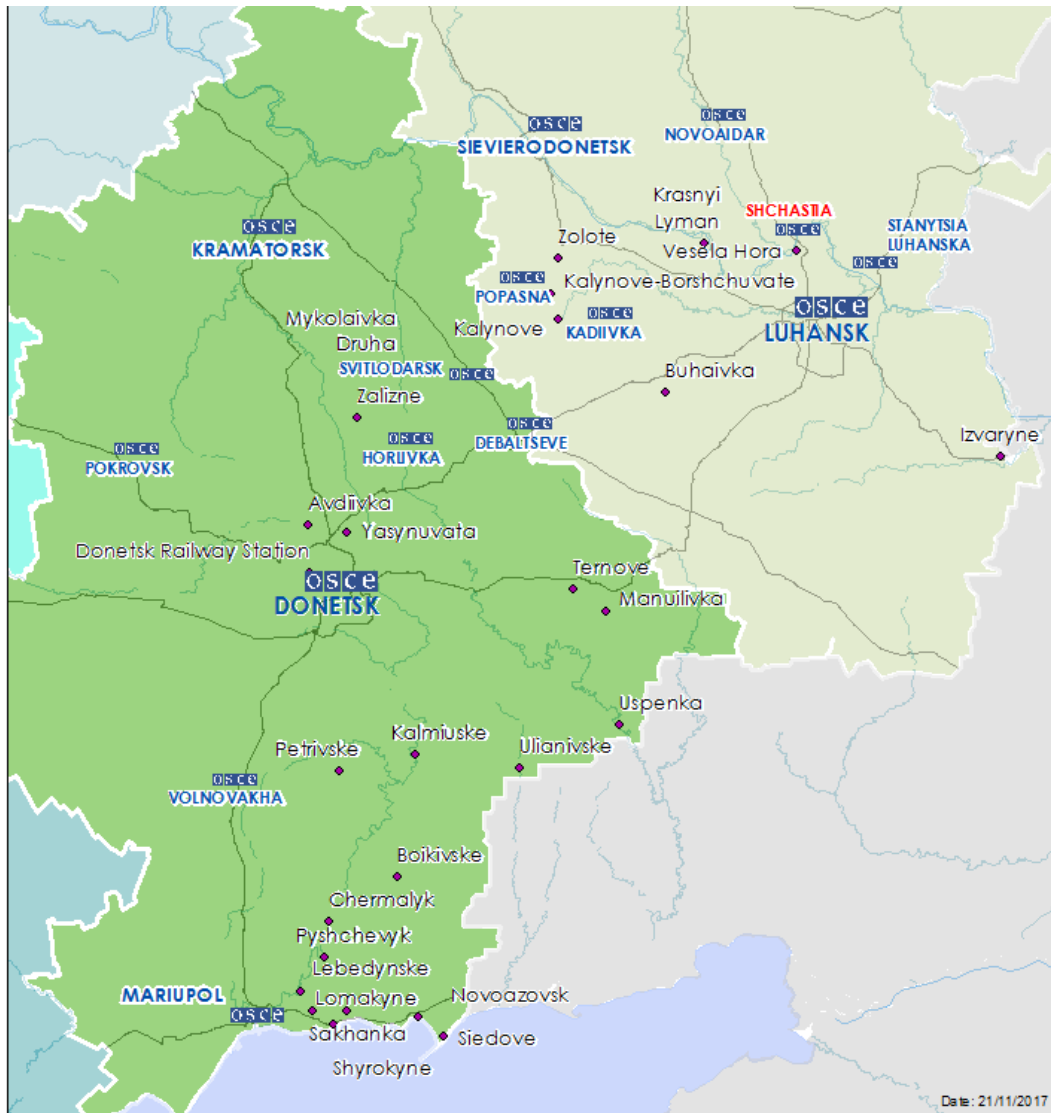 osce
NOVOAIDAR
osce
SIEVIERODONETSK
Krasnyi
Lyman
SHCHASTIA
osce
Vesela Hora
STANYTSIA
LUHANSKA
osce
osce
KRAMATORSK
Zolote
osce
POPASNA
Kalynove-Borshchuvate
osce
LUHANSK
Mykolaivka
Druha
Kalynove
osce
KADIIVKA
SVITLODARSK
osce
Buhaivka
Zalizne
osce
HORLIVKA
osce
DEBALTSEVE
Izvaryne
osce
POKROVSK
Avdiivka
Yasynuvata
Donetsk Railway Station
osce
DONETSK
Ternove
Manuilivka
Uspenka
Kalmiuske
Petrivske
Ulianivske
osce
VOLNOVAKHA
Boikivske
Chermalyk
Pyshchevyk
Lebedynske
MARIUPOL
osce
Lomakyne
Novoazovsk
Sakhanka
Siedove
Shyrokyne
Date: 21/11/2017